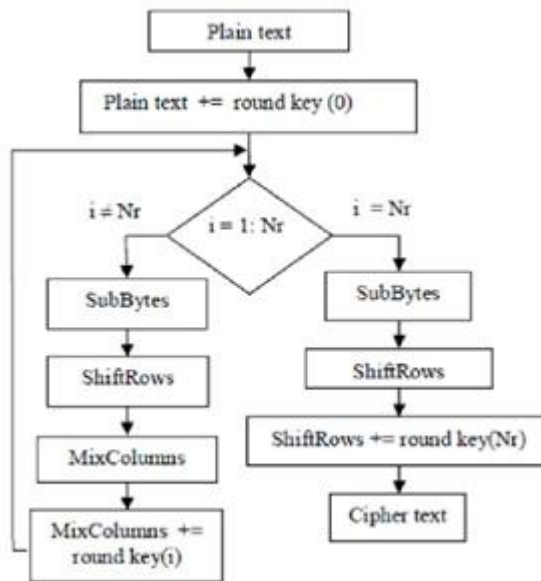 Plain text
Plain text += round key (0)
i ≠ Nr
i = 1: Nr
i = Nr
SubBytes
ShiftRows
MixColumns
MixColumns +=
round key(i)
SubBytes
ShiftRows
ShiftRows += round key(Nr)
Cipher text